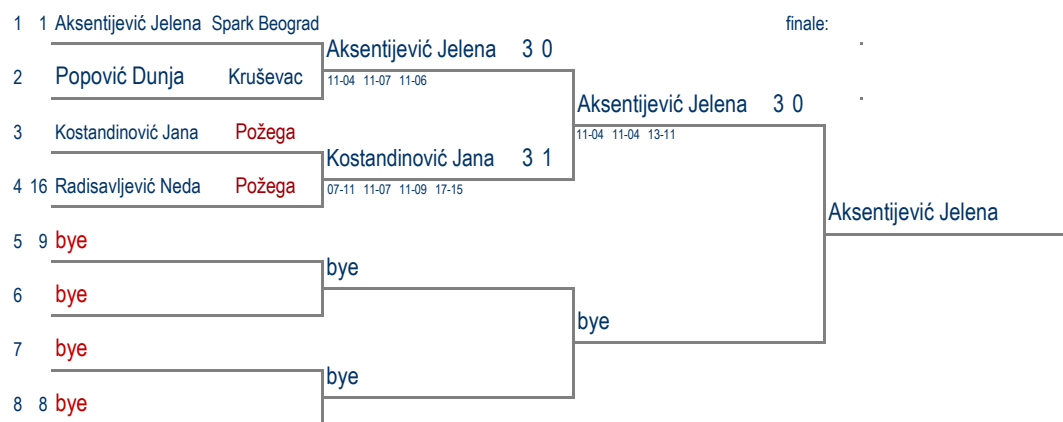 1 1 Aksentijević Jelena Spark Beograd
finale:
Aksentijević Jelena 3 0
2 Popović Dunja Kruševac
11-04 11-07 11-06
Aksentijević Jelena 3 0
3 Kostandinović Jana Požega
11-04 11-04 13-11
Kostandinović Jana 3 1
4 16 Radisavljević Neda Požega
07-11 11-07 11-09 17-15
Aksentijević Jelena
5 9 bye
bye
6 bye
bye
7 bye
bye
8 8 bye